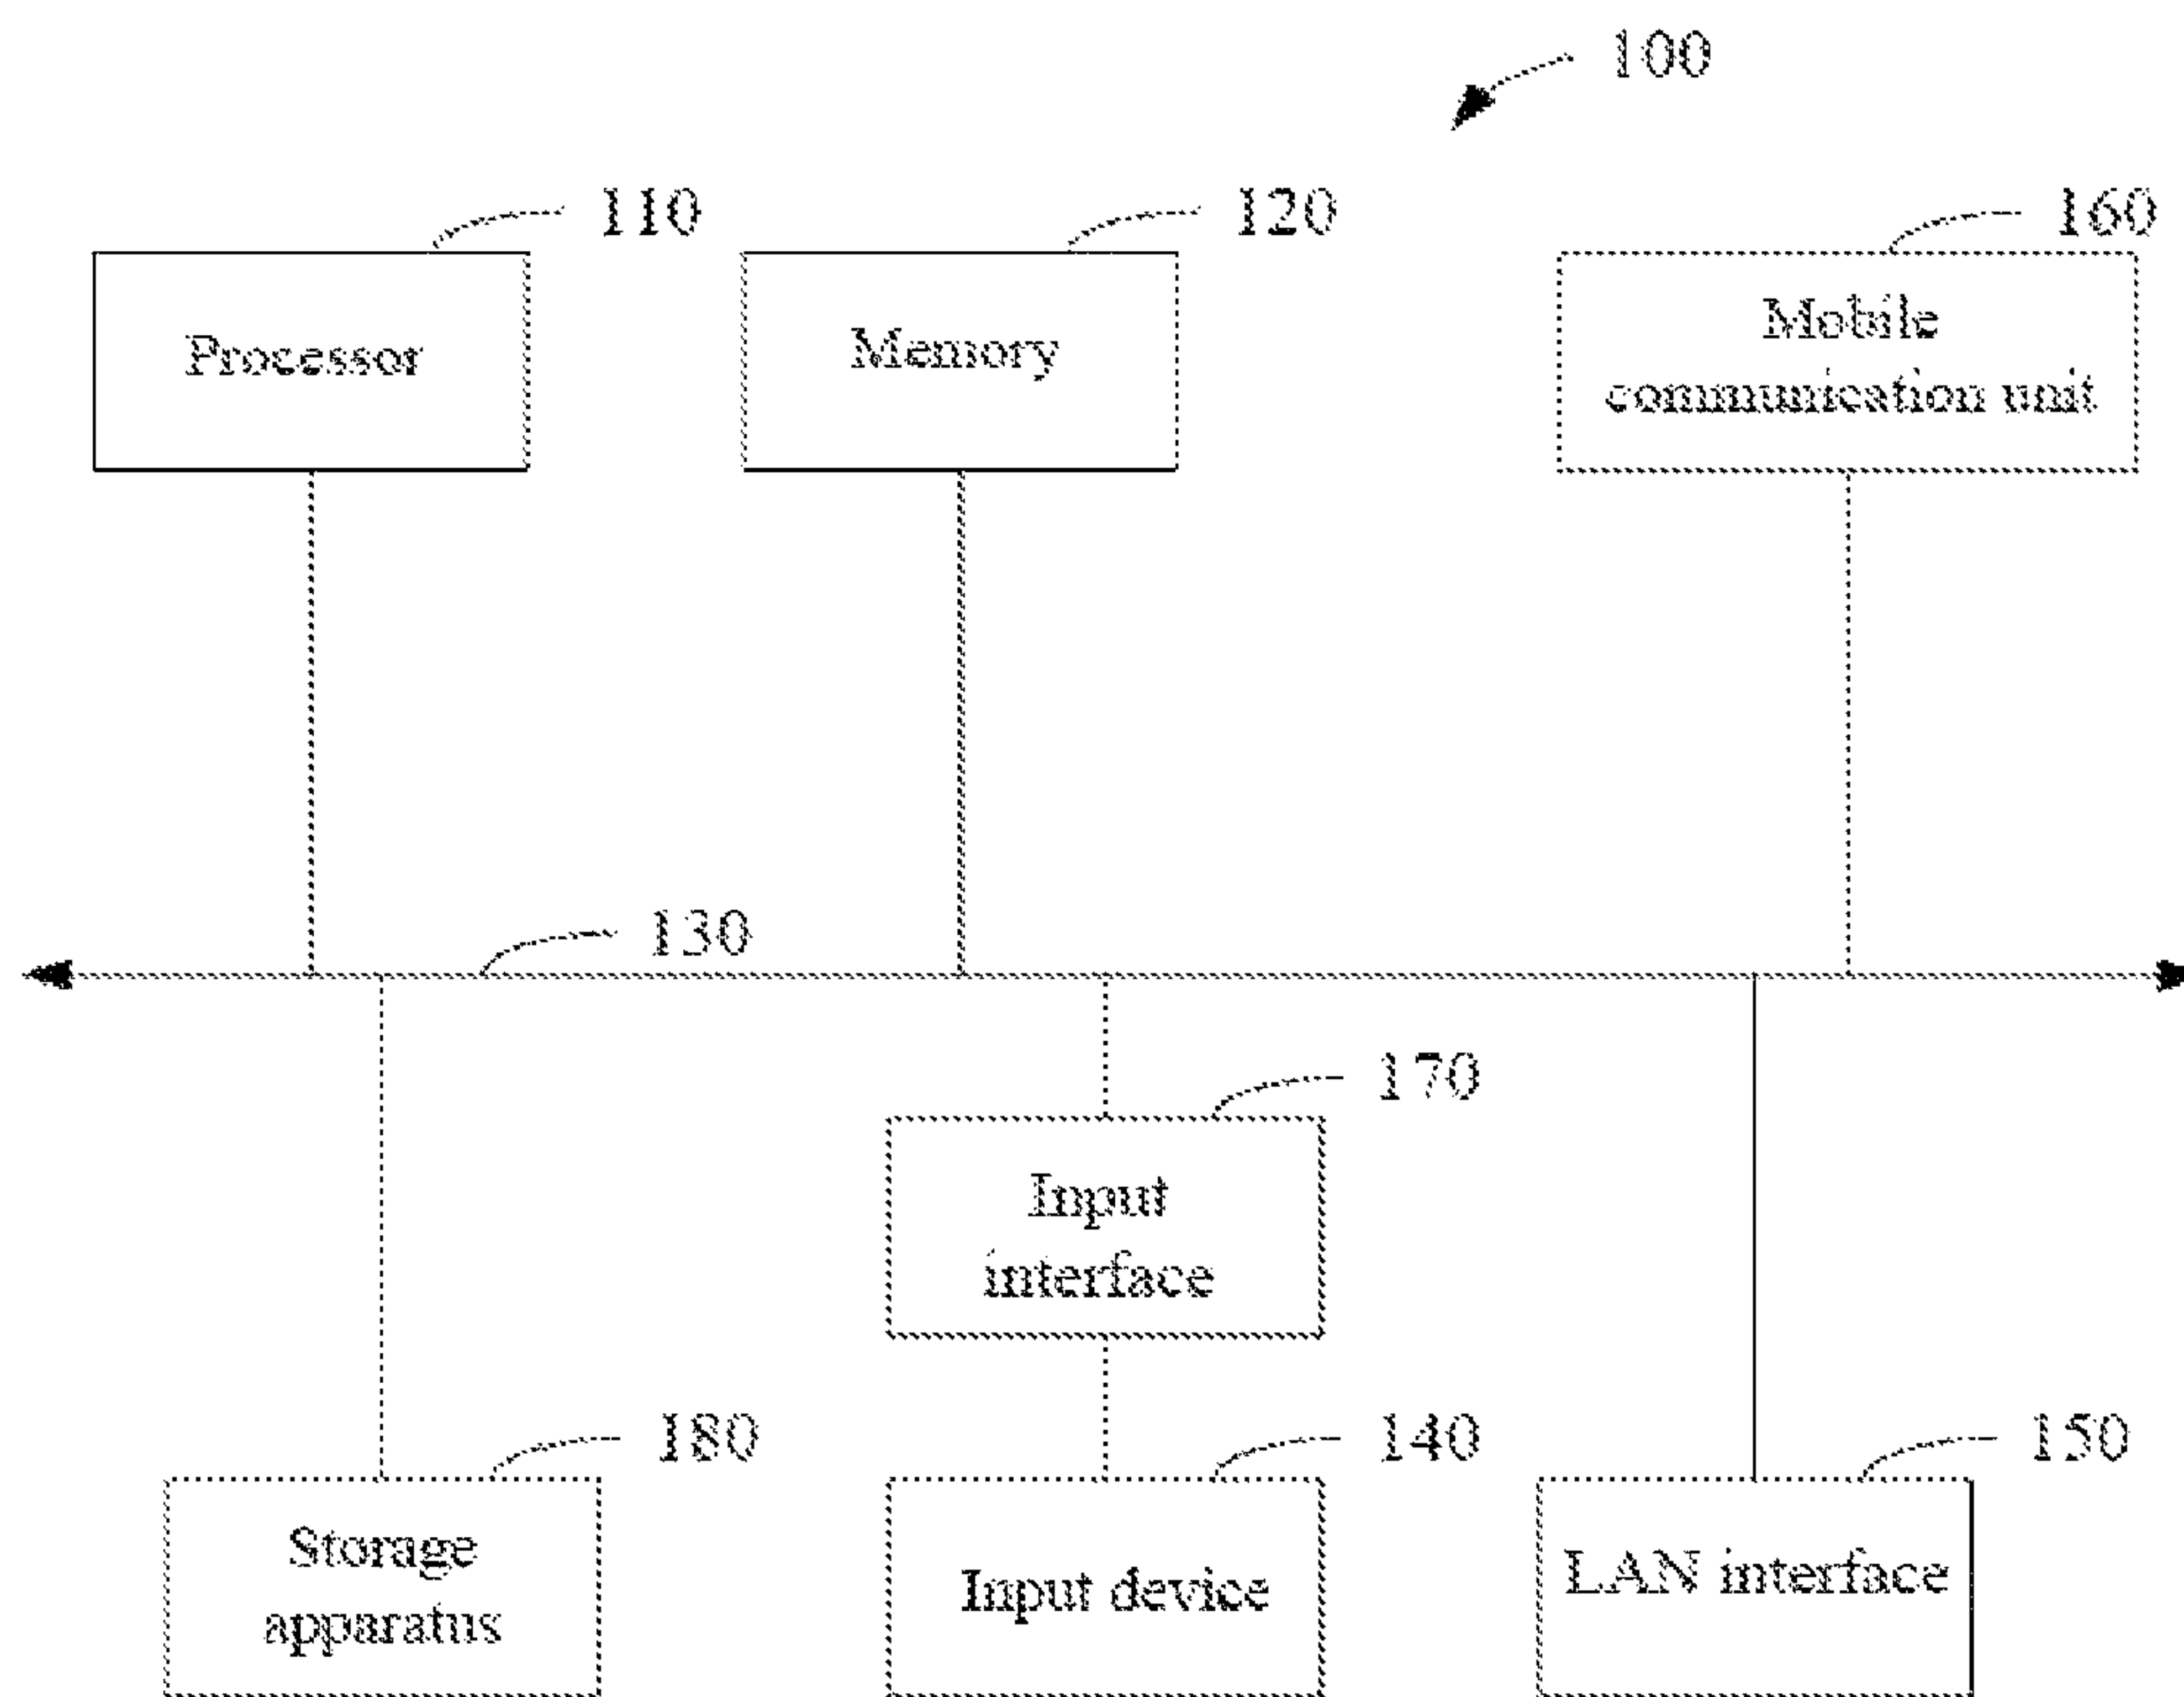 100
110
120
160
Processor
Memory
Mobile
communication unit
130
170
Input
interface
180
140
150
Storage
apparatus
Input device
LAN interface